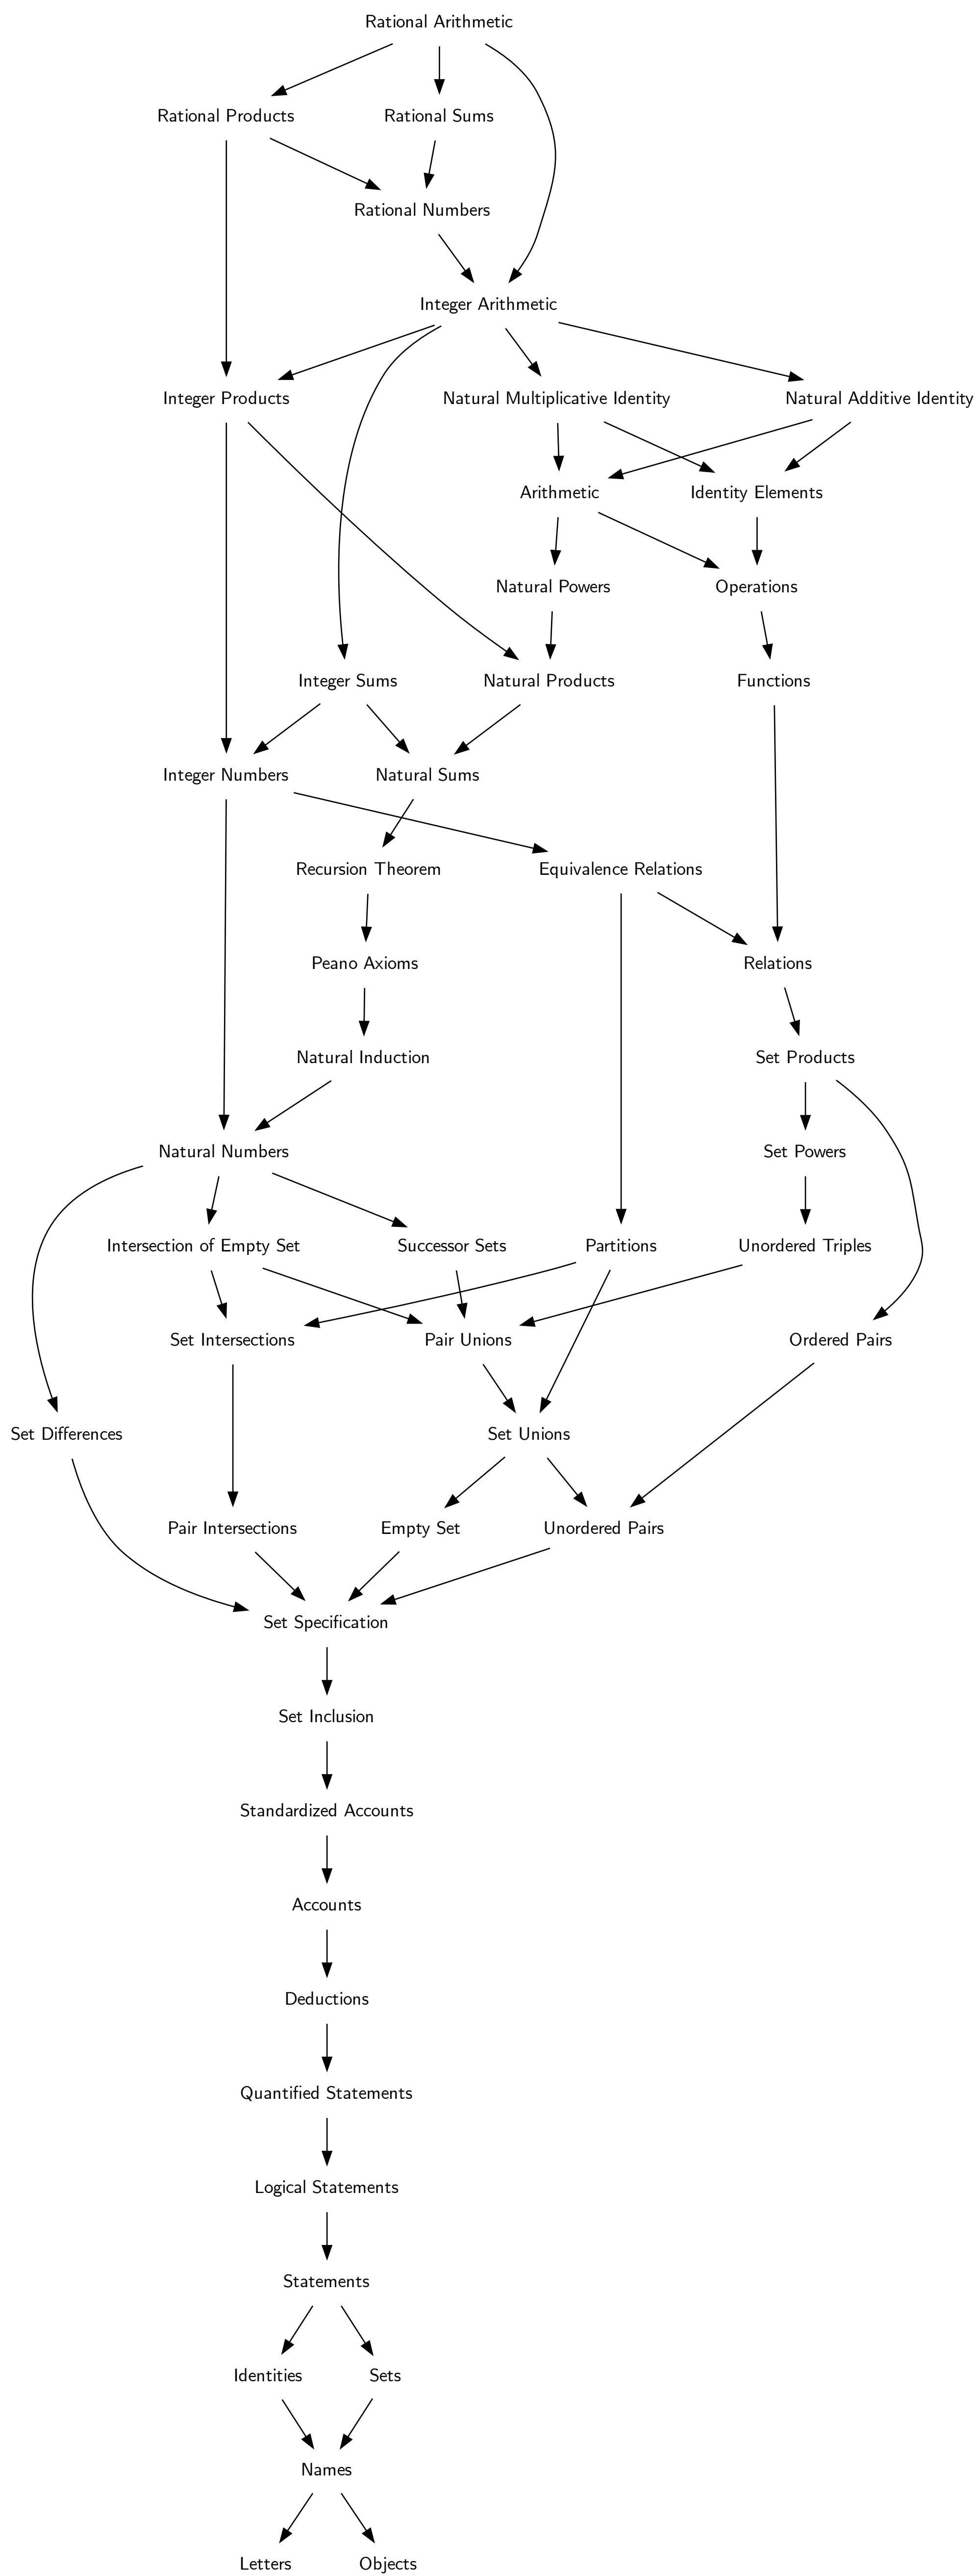 Rational Arithmetic
Rational Products
Rational Sums
Rational Numbers
Integer Arithmetic
Integer Products
Natural Multiplicative Identity
Natural Additive Identity
Arithmetic
Identity Elements
Natural Powers
Operations
Integer Sums
Natural Products
Functions
Integer Numbers
Natural Sums
Recursion Theorem
Equivalence Relations
Peano Axioms
Relations
Natural Induction
Set Products
Natural Numbers
Set Powers
Intersection of Empty Set
Successor Sets
Partitions
Unordered Triples
Set Intersections
Pair Unions
Ordered Pairs
Set Differences
Set Unions
Pair Intersections
Empty Set
Unordered Pairs
Set Specification
Set Inclusion
Standardized Accounts
Accounts
Deductions
Quantified Statements
Logical Statements
Statements
Identities
Sets
Names
Letters
Objects